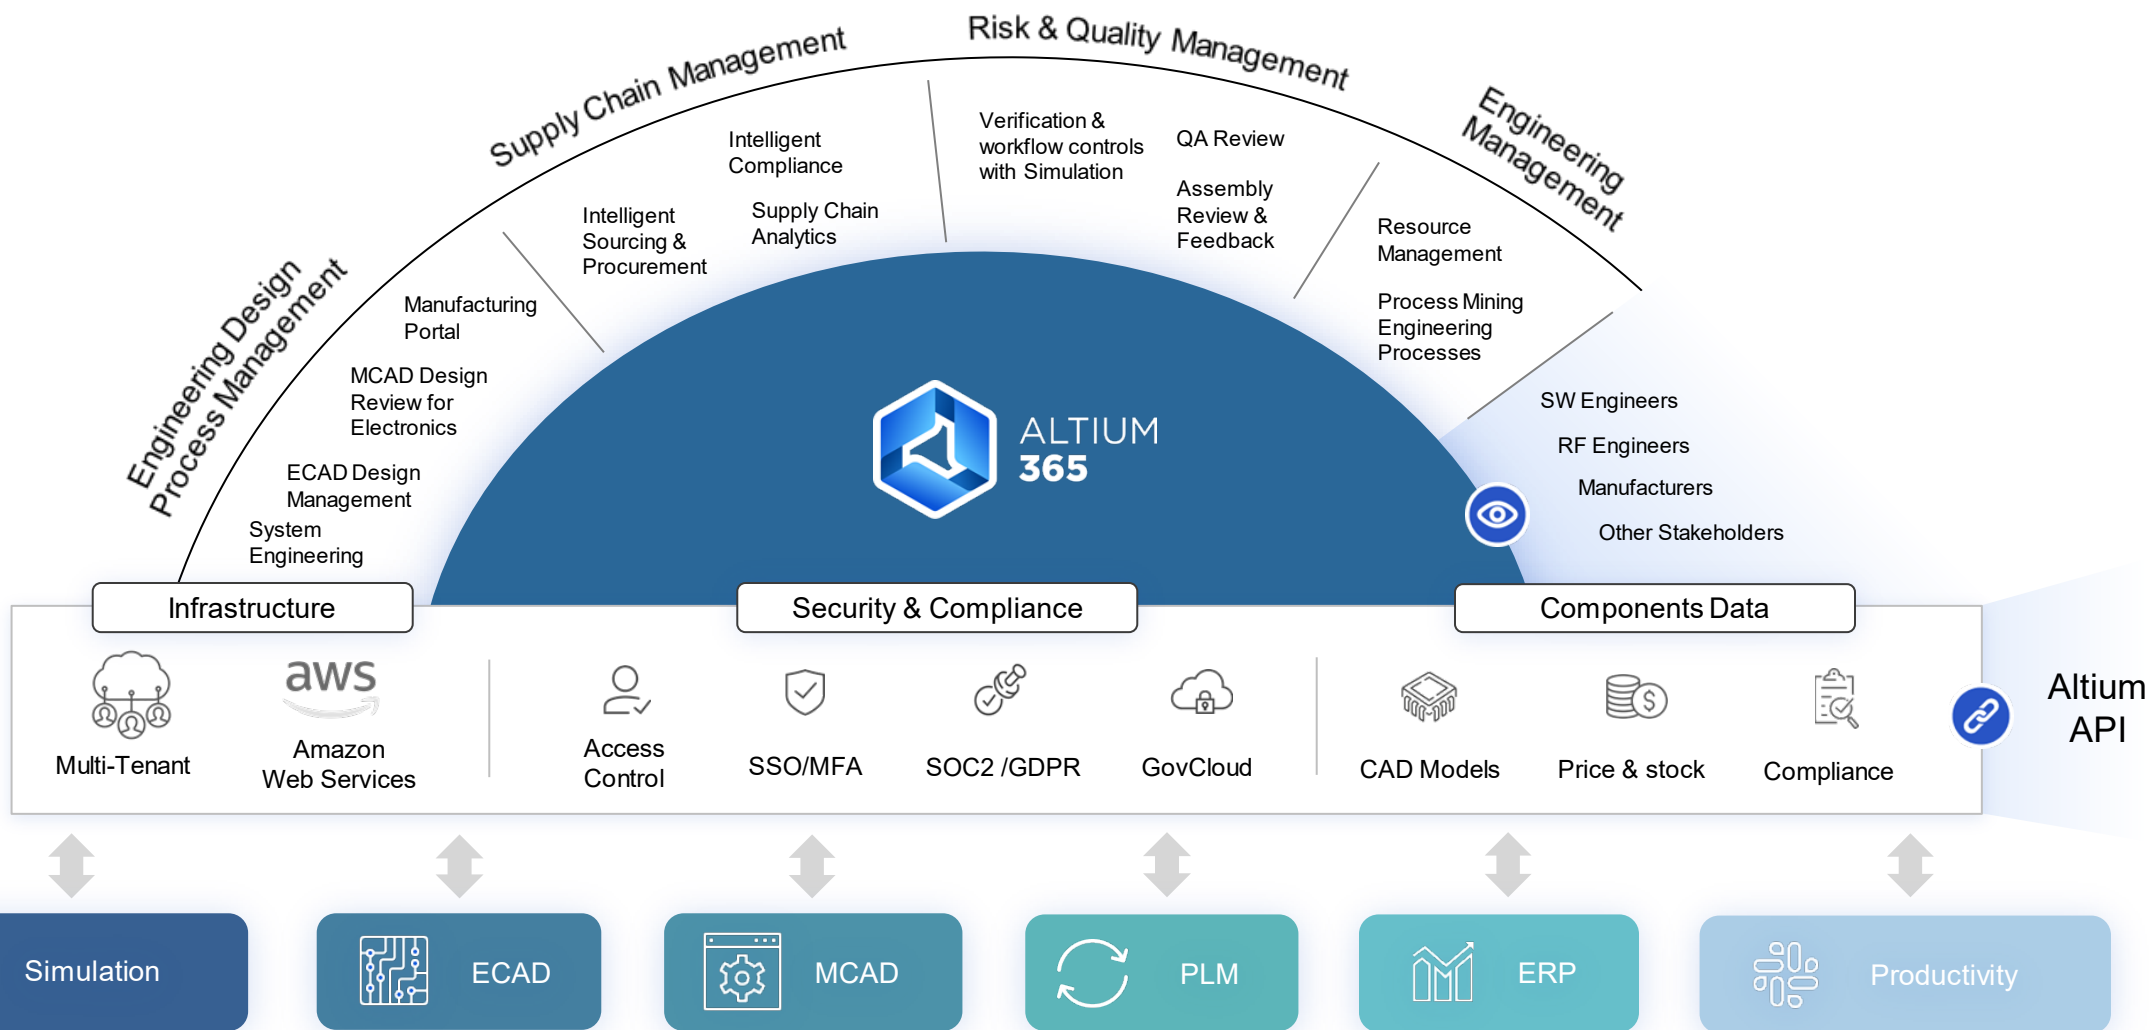 Risk & Quality Management
Supply Chain Management
Engineering
Management
Engineering Design
Process Management
Verification &
workflow controls
with Simulation
QA Review
Assembly
Review &
Feedback
Intelligent
Compliance
Supply Chain
Analytics
Intelligent
Sourcing &
Procurement
Resource
Management
Process Mining
Engineering
Processes
Manufacturing
Portal
MCAD Design
Review for
Electronics
ECAD Design
Management
System
Engineering
ALTIUM
365
SW Engineers
RF Engineers
Manufacturers
Other Stakeholders
Infrastructure
Security & Compliance
Components Data
aws
Multi-Tenant
Amazon
Web Services
Access
Control
SSO/MFA
SOC2 /GDPR
GovCloud
CAD Models
Price & stock
Compliance
Altium
API
Simulation
ECAD
MCAD
PLM
ERP
Productivity